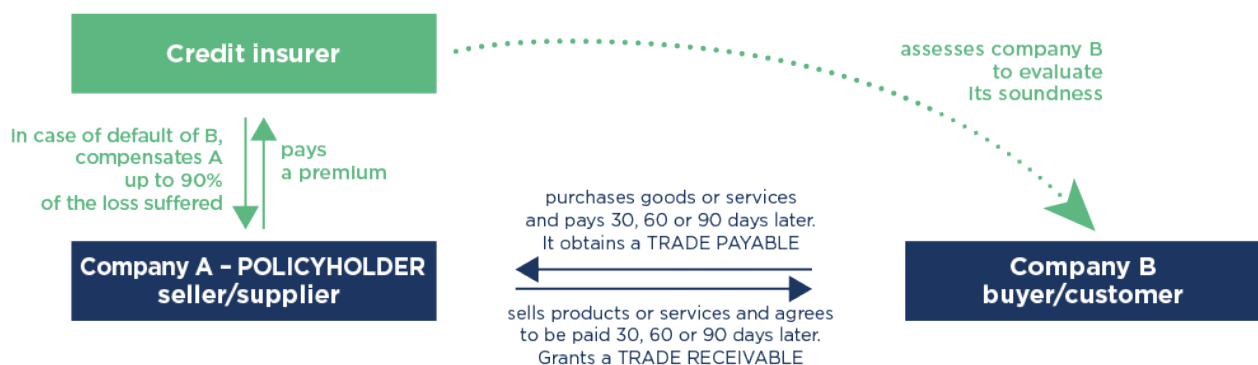 Credit insurer
assesses company B
to evaluate
its soundness
in case of default of B,
compensates A
up to 90%
of the loss suffered
pays
a premium
purchases goods or services
and pays 30, 60 or 90 days later.
It obtains a TRADE PAYABLE
Company A – POLICYHOLDER
seller/supplier
Company B
buyer/customer
sells products or services and agrees
to be paid 30, 60 or 90 days later.
Grants a TRADE RECEIVABLE